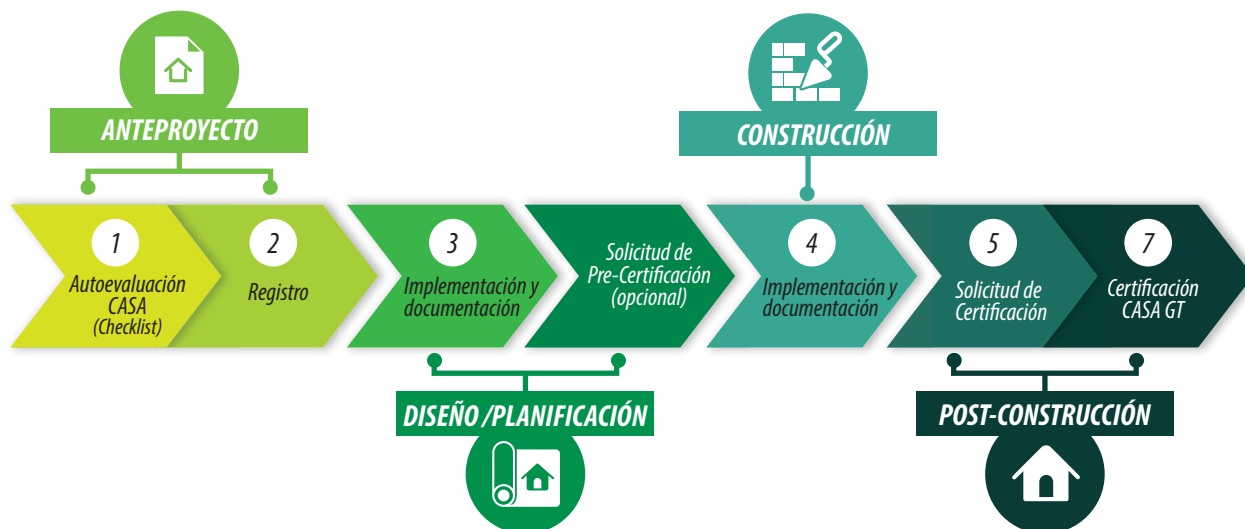 ANTEPROYECTO
CONSTRUCCIÓN
1
Autoevaluación
CASA
(Checklist)
2
Registro
3
Implementación y
documentación
Solicitud de
Pre-Certificación
(opcional)
4
Implementación y
documentación
5
Solicitud de
Certificación
7
Certificación
CASA GT
DISEÑO /PLANIFICACIÓN
POST-CONSTRUCCIÓN